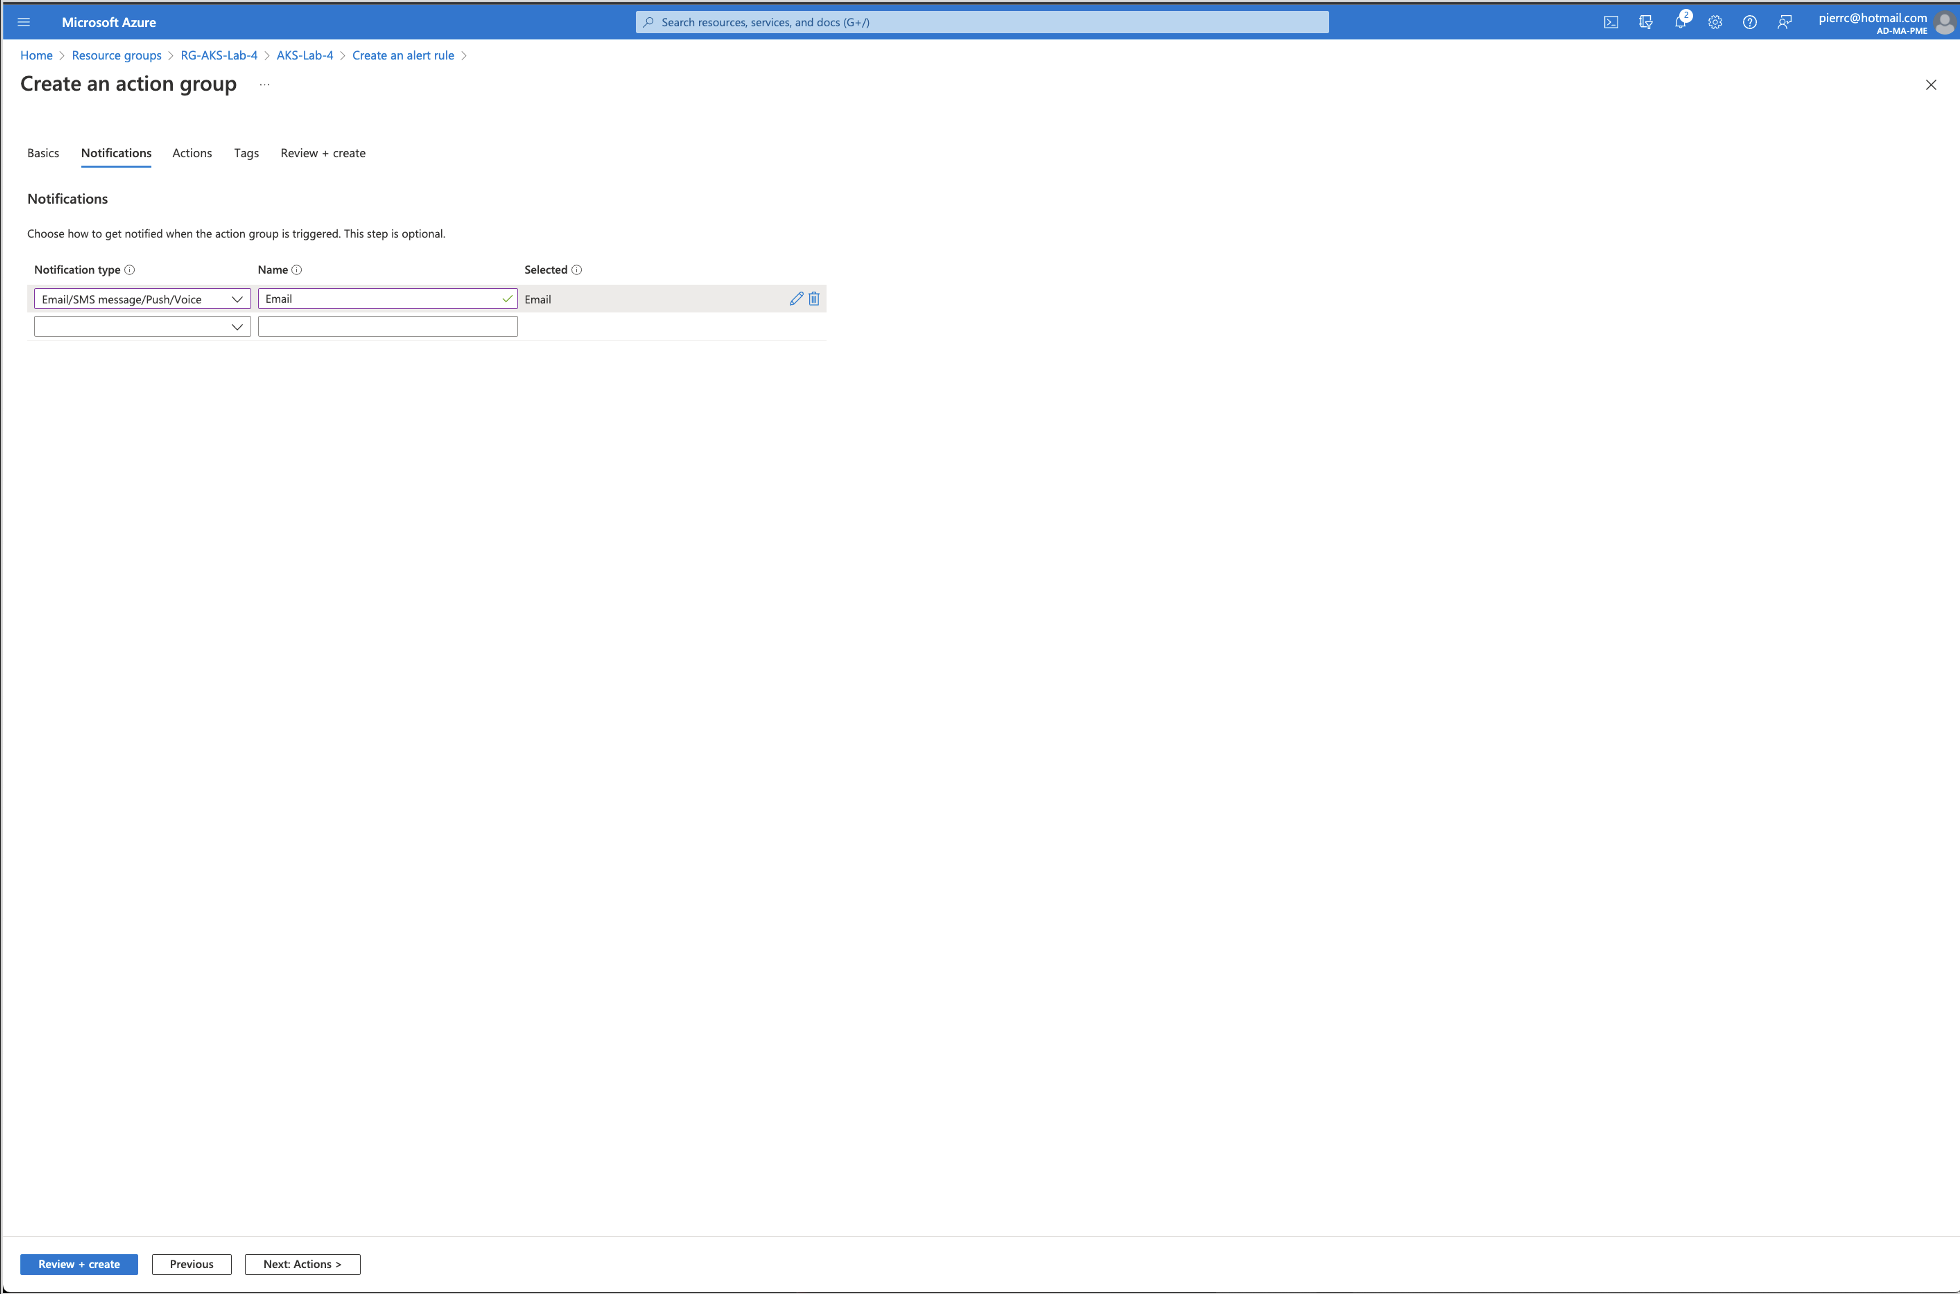 Microsoft Azure
Search resources, services, and docs (G+/)
2
pierrc@hotmail.com
AD-MA-PME
Home > Resource groups > RG-AKS-Lab-4 > AKS-Lab-4 > Create an alert rule >
Create an action group ...
Basics Notifications Actions Tags Review + create
Notifications
Choose how to get notified when the action group is triggered. This step is optional.
Notification type Name Selected
Email/SMS message/Push/Voice Email Email
Review + create Previous Next: Actions >